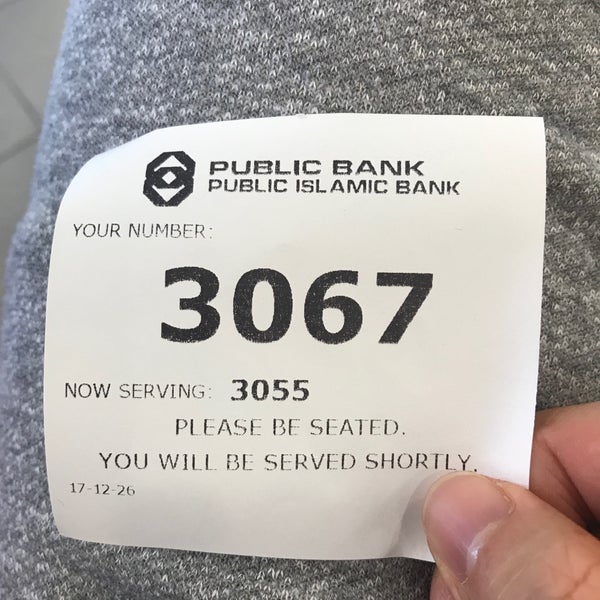 PUBLIC BANK
PUBLIC ISLAMIC BANK
YOUR NUMBER:
3067
NOW SERVING: 3055
PLEASE BE SEATED.
YOU WILL BE SERVED SHORTLY.
17-12-26